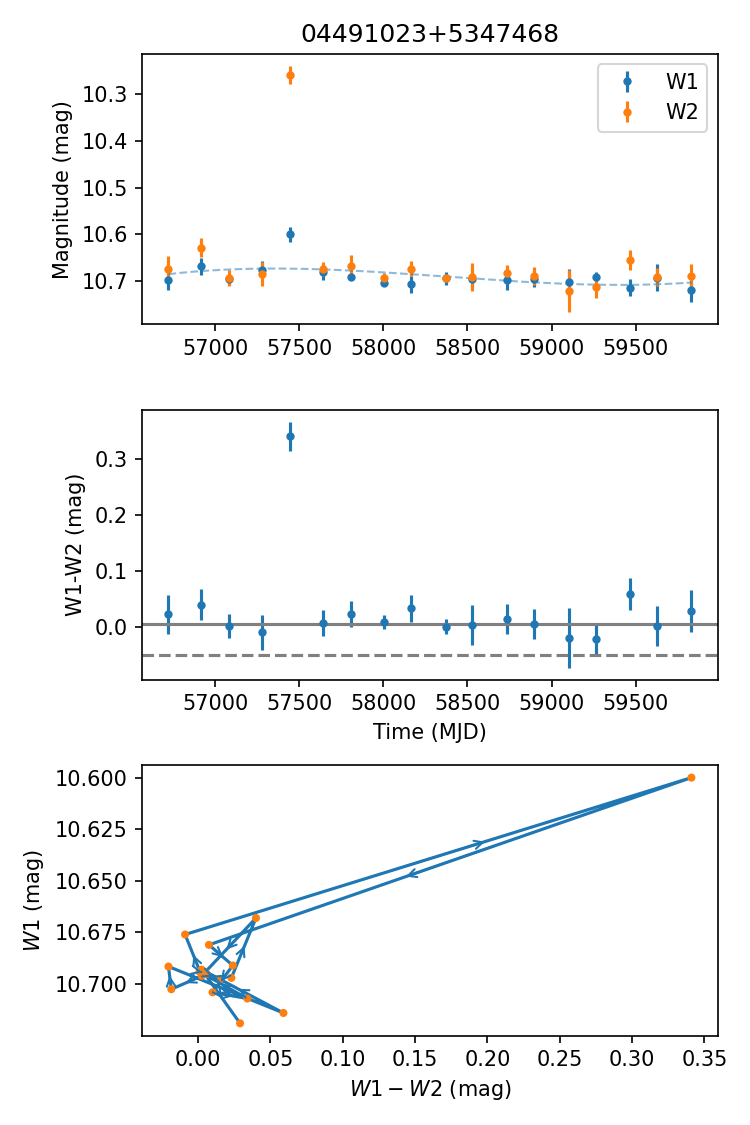 04491023+5347468
Magnitude (mag)
10.3
10.4
10.5
10.6
10.7
W1
W2
57000 57500 58000 58500 59000 59500
W1-W2 (mag)
0.3
0.2
0.1
0.0
57000 57500 58000 58500 59000 59500
Time (MJD)
W1 (mag)
10.600
10.625
10.650
10.675
10.700
0.00 0.05 0.10 0.15 0.20 0.25 0.30 0.35
W1 − W2 (mag)